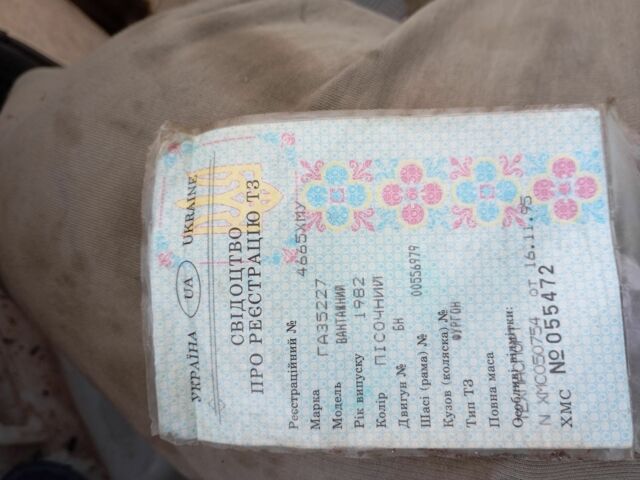 УКРАЇНА UA UKRAINE
СВІДОЦТВО
ПРО РЕЄСТРАЦІЮ ТЗ
Реєстраційний № 4665ХМУ
Марка ГАЗ5227
Модель ВАНТАЖНИЙ
Рік випуску 1982
Колір ПІСОЧНИЙ
Двигун № БН
Шасі (рама) № 00556979
Кузов (коляска) №
Тип ТЗ ФУРГОН
Повна маса
Особливі відмітки:
N ХМС050754 от 16.11.95
ХМС № 055472